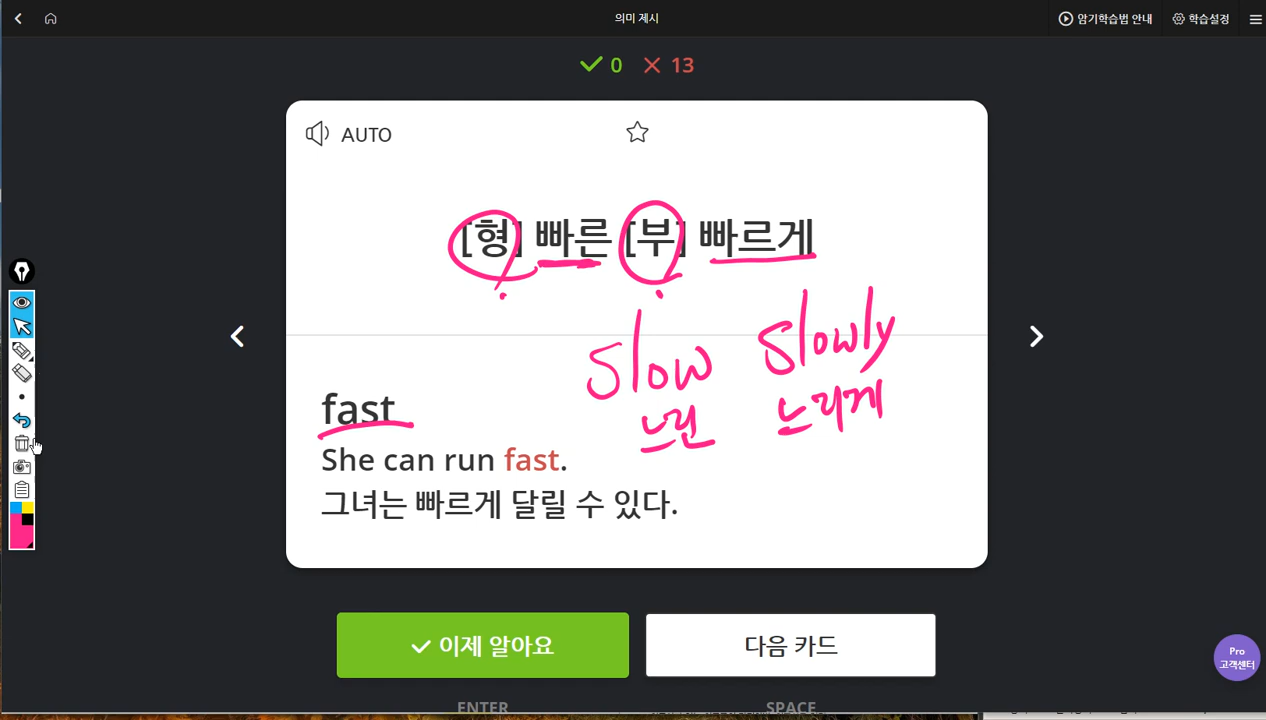 의미 제시
암기학습법 안내
학습설정
0 13
AUTO
[형] 빠른 [부] 빠르게
slow slowly
느린 느리게
fast
She can run fast.
그녀는 빠르게 달릴 수 있다.
이제 알아요
다음 카드
Pro
고객센터
ENTER
SPACE